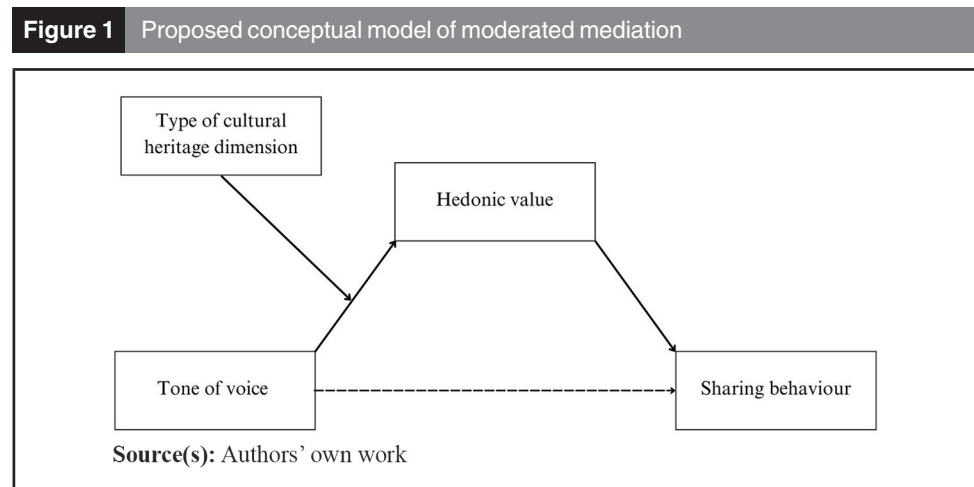 Figure 1 Proposed conceptual model of moderated mediation
Type of cultural
heritage dimension
Hedonic value
Tone of voice
Sharing behaviour
Source(s): Authors’ own work